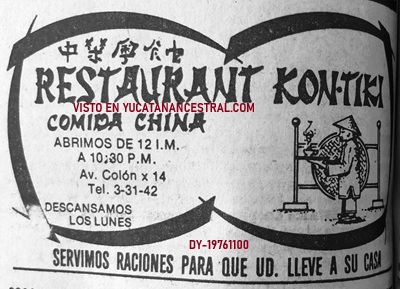 RESTAURANT KON-TIKI
VISTO EN YUCATANANCESTRAL.COM
COMIDA CHINA
ABRIMOS DE 12 I.M.
A 10:30 P.M.
Av. Colón x 14
Tel. 3-31-42
DESCANSAMOS
LOS LUNES
DY-19761100
SERVIMOS RACIONES PARA QUE UD. LLEVE A SU CASA